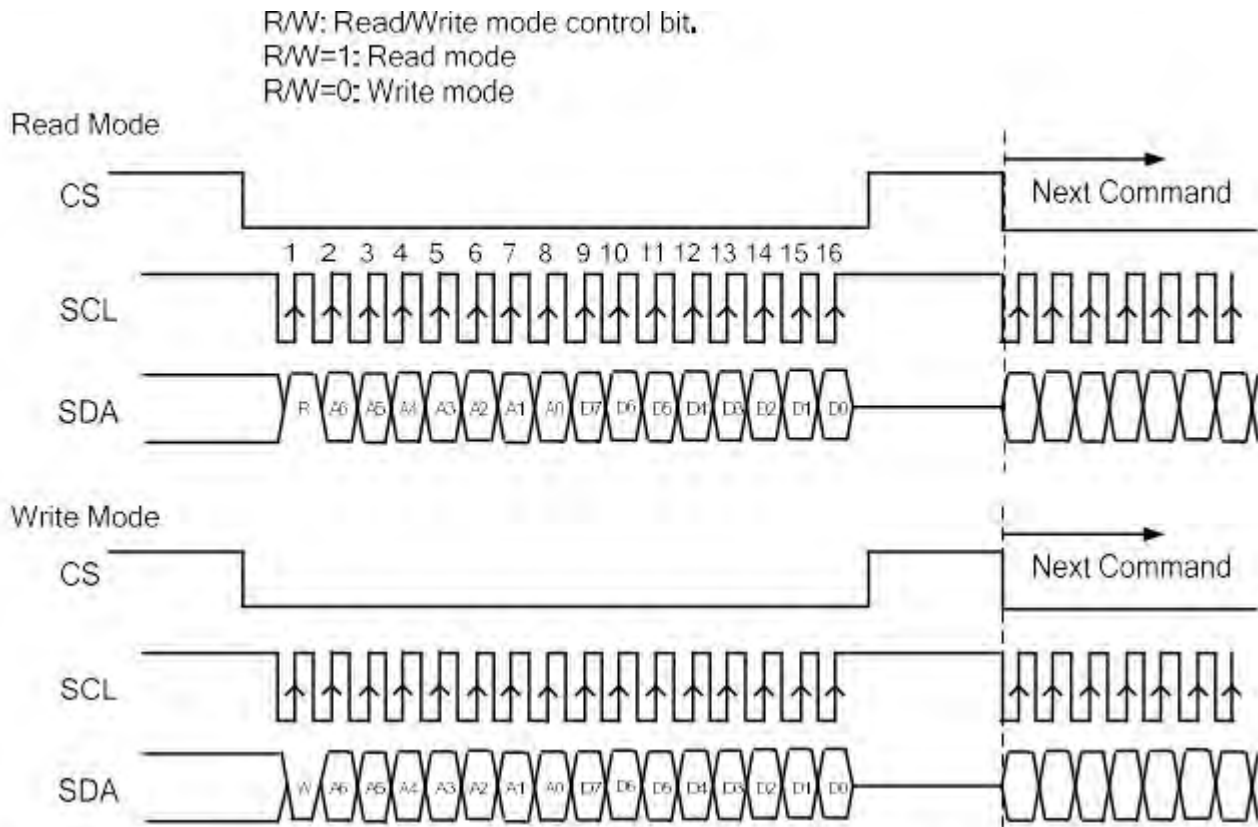 R/W: Read/Write mode control bit.
R/W=1: Read mode
R/W=0: Write mode
Read Mode
CS
Next Command
1 2 3 4 5 6 7 8 9 10 11 12 13 14 15 16
SCL
SDA
R A6 A5 A4 A3 A2 A1 A0 D7 D6 D5 D4 D3 D2 D1 D0
Write Mode
CS
Next Command
SCL
SDA
W A6 A5 A4 A3 A2 A1 A0 D7 D6 D5 D4 D3 D2 D1 D0